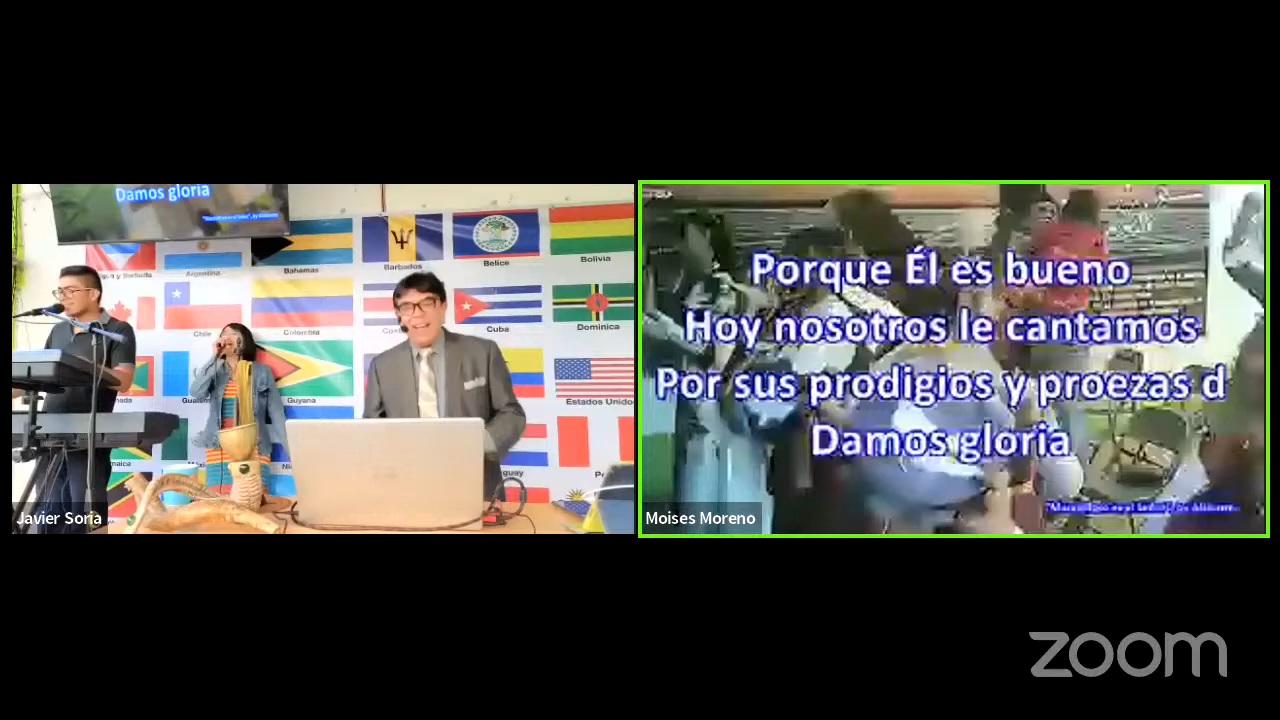 Damos gloria
Argentina
Bahamas
Barbados
Belice
Bolivia
Chile
Colombia
Cuba
Dominica
Guyana
Estados Unido
Javier Soria
Porque Él es bueno
Hoy nosotros le cantamos
Por sus prodigios y proezas d
Damos gloria
Moises Moreno
zoom